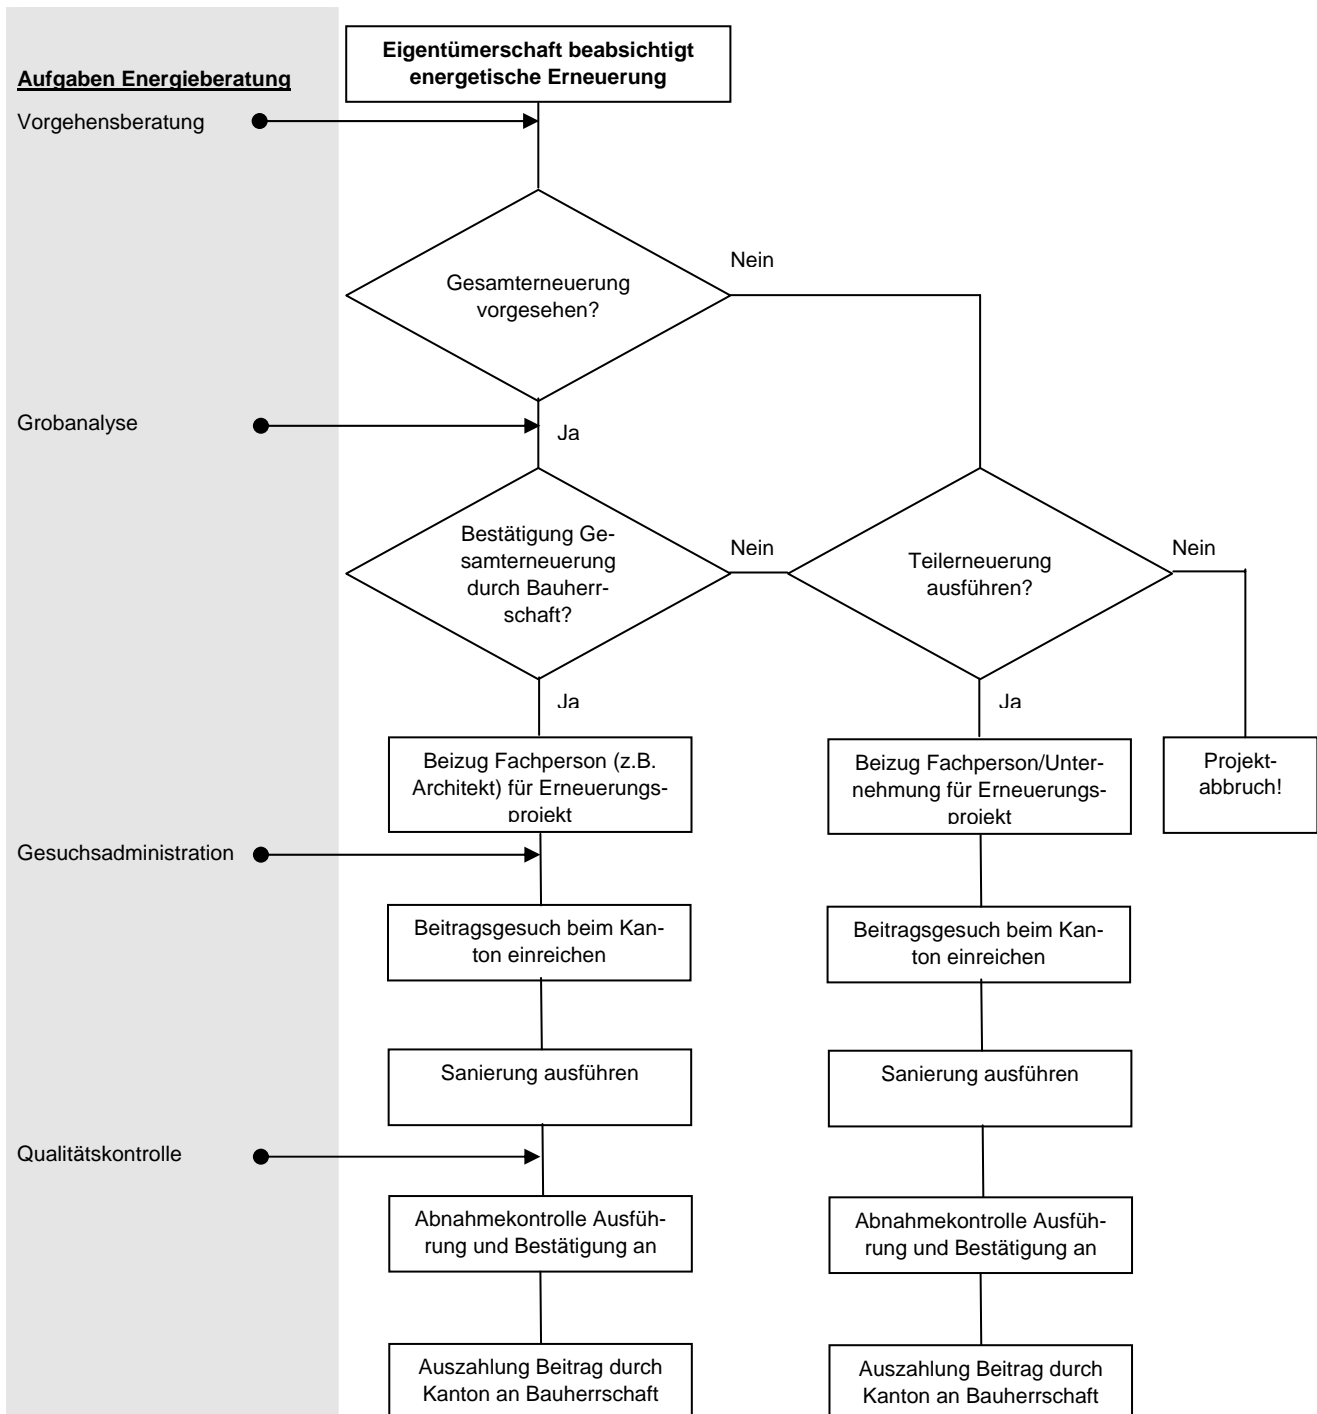 Eigentümerschaft beabsichtigt
energetische Erneuerung
Aufgaben Energieberatung
Vorgehensberatung
Nein
Gesamterneuerung
vorgesehen?
Grobanalyse
Ja
Bestätigung Ge-
samterneuerung
durch Bauherr-
schaft?
Nein
Teilerneuerung
ausführen?
Nein
Ja
Ja
Beizug Fachperson (z.B.
Architekt) für Erneuerungs-
projekt
Beizug Fachperson/Unter-
nehmung für Erneuerungs-
projekt
Projekt-
abbruch!
Gesuchsadministration
Beitragsgesuch beim Kan-
ton einreichen
Beitragsgesuch beim Kan-
ton einreichen
Sanierung ausführen
Sanierung ausführen
Qualitätskontrolle
Abnahmekontrolle Ausfüh-
rung und Bestätigung an
Abnahmekontrolle Ausfüh-
rung und Bestätigung an
Auszahlung Beitrag durch
Kanton an Bauherrschaft
Auszahlung Beitrag durch
Kanton an Bauherrschaft